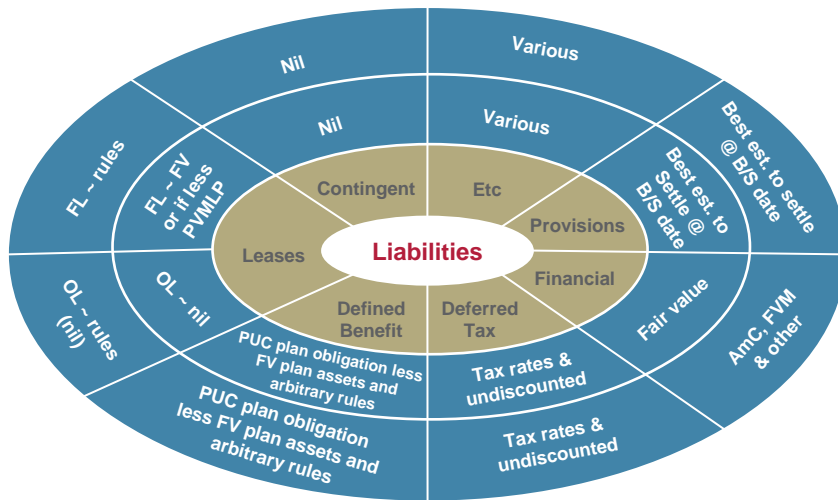 Nil
Various
Nil
Various
FL ~ rules
FL ~ FV
or if less
PVMLP
Best est. to
Settle @
B/S date
Best est. to settle
@ B/S date
Contingent
Etc
Leases
Liabilities
Provisions
Financial
Defined
Benefit
Deferred
Tax
OL ~ rules
(nil)
OL ~ nil
Fair value
AmC, FVM
& other
PUC plan obligation less
FV plan assets and
arbitrary rules
Tax rates &
undiscounted
PUC plan obligation
less FV plan assets and
arbitrary rules
Tax rates &
undiscounted